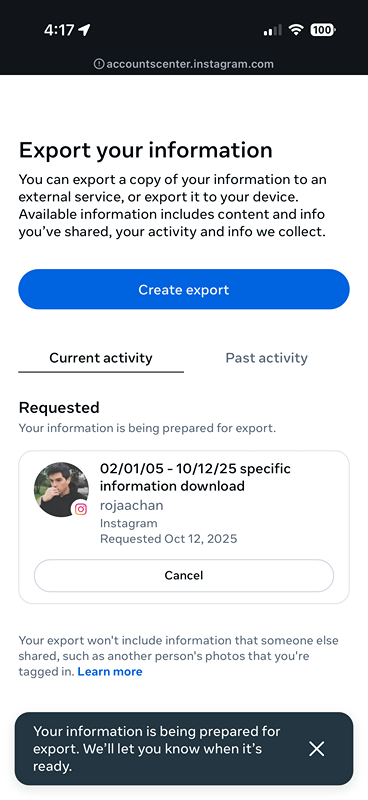 4:17
100
accountscenter.instagram.com
Export your information
You can export a copy of your information to an
external service, or export it to your device.
Available information includes content and info
you've shared, your activity and info we collect.
Create export
Current activity
Past activity
Requested
Your information is being prepared for export.
02/01/05 - 10/12/25 specific
information download
rojaachan
Instagram
Requested Oct 12, 2025
Cancel
Your export won't include information that someone else
shared, such as another person's photos that you're
tagged in. Learn more
Your information is being prepared for
export. We'll let you know when it's
ready.